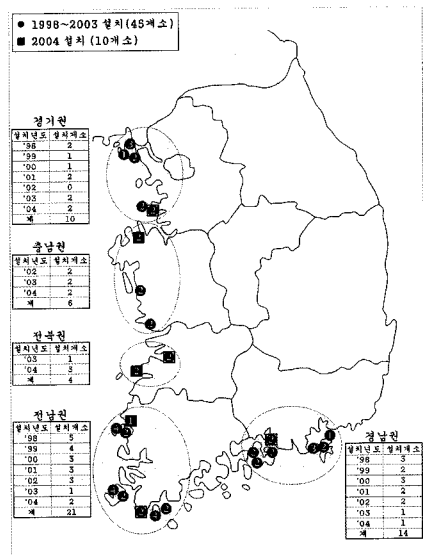 ● 1998~2003 설치(45개소)
■ 2004 설치 (10개소)
경기권
설치년도 설치개소
'98 2
'99 1
'00 1
'01 2
'02 0
'03 2
'04 2
계 10
충남권
설치년도 설치개소
'02 2
'03 2
'04 2
계 6
전북권
설치년도 설치개소
'03 1
'04 3
계 4
전남권
설치년도 설치개소
'98 5
'99 4
'00 3
'01 3
'02 3
'03 1
'04 2
계 21
경남권
설치년도 설치개소
'98 3
'99 2
'00 3
'01 2
'02 2
'03 1
'04 1
계 14